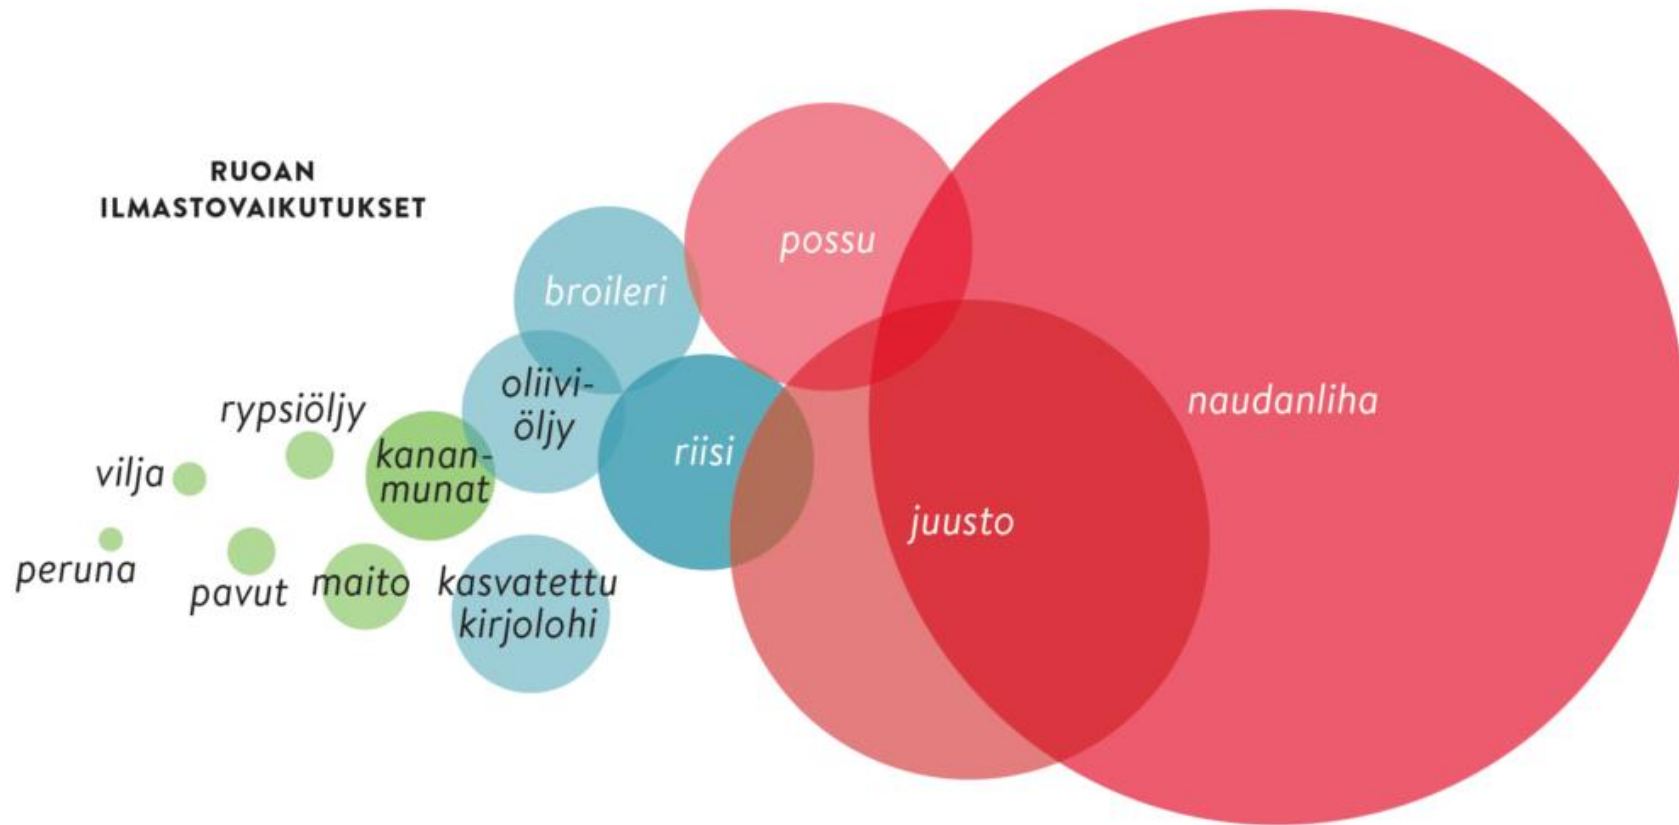 RUOAN
ILMASTOVAIKUTUKSET
possu
broileri
oliivi-
öljy
rypsiöljy
naudanliha
kanan-
munat
riisi
vilja
juusto
peruna
pavut
maito
kasvatettu
kirjolohi